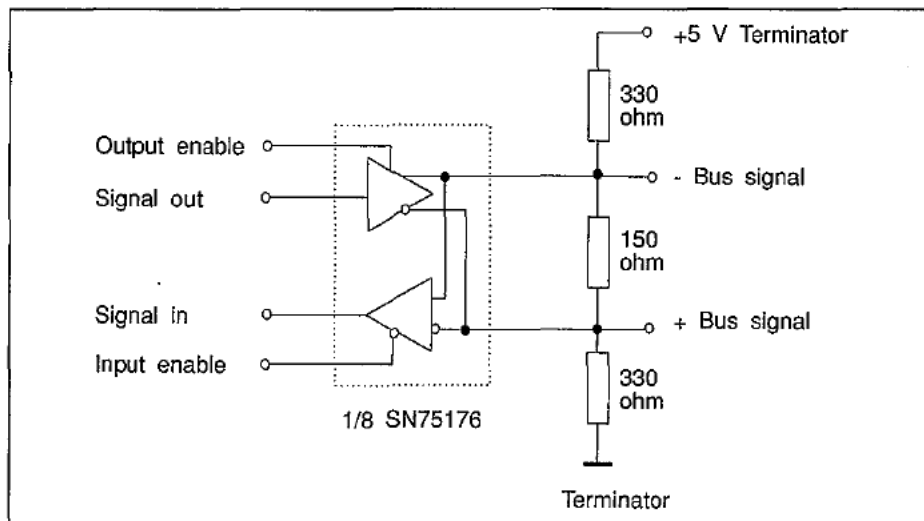 +5 V Terminator
330
ohm
Output enable
- Bus signal
Signal out
150
ohm
Signal in
+ Bus signal
Input enable
330
ohm
1/8 SN75176
Terminator